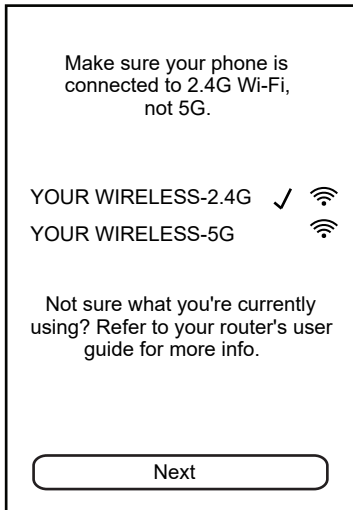 Make sure your phone is
connected to 2.4G Wi-Fi,
not 5G.
YOUR WIRELESS-2.4G
YOUR WIRELESS-5G
Not sure what you're currently
using? Refer to your router's user
guide for more info.
Next